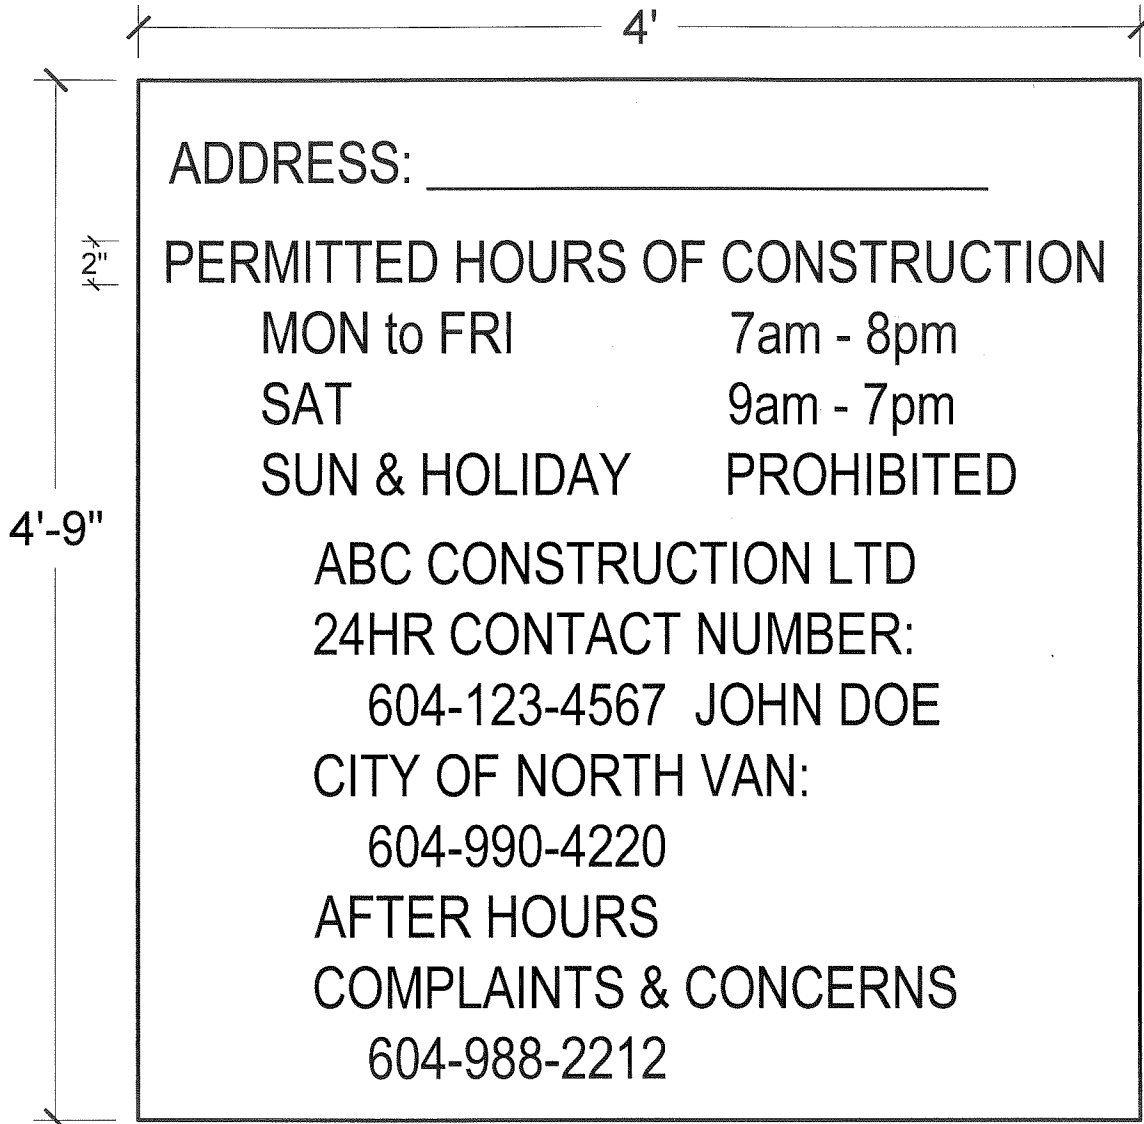 4'
ADDRESS:
2"
PERMITTED HOURS OF CONSTRUCTION
MON to FRI 7am - 8pm
SAT 9am - 7pm
SUN & HOLIDAY PROHIBITED
4'-9"
ABC CONSTRUCTION LTD
24HR CONTACT NUMBER:
604-123-4567 JOHN DOE
CITY OF NORTH VAN:
604-990-4220
AFTER HOURS
COMPLAINTS & CONCERNS
604-988-2212